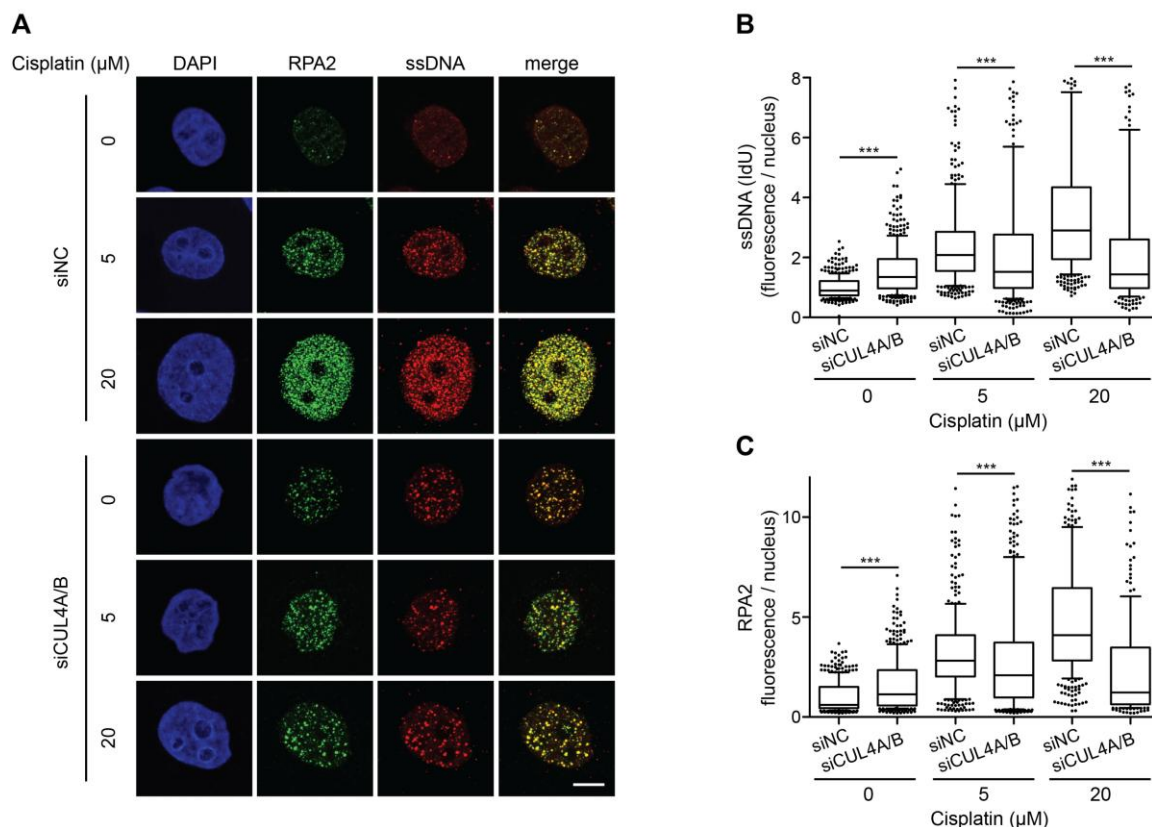 A
Cisplatin (µM) DAPI RPA2 ssDNA merge
siNC
0
5
20
siCUL4A/B
0
5
20
B
ssDNA (IdU)
(fluorescence / nucleus)
8
6
4
2
0
***
***
***
siNC siCUL4A/B siNC siCUL4A/B siNC siCUL4A/B
0 5 20
Cisplatin (µM)
C
RPA2
fluorescence / nucleus)
10
5
0
***
***
***
siNC siCUL4A/B siNC siCUL4A/B siNC siCUL4A/B
0 5 20
Cisplatin (µM)